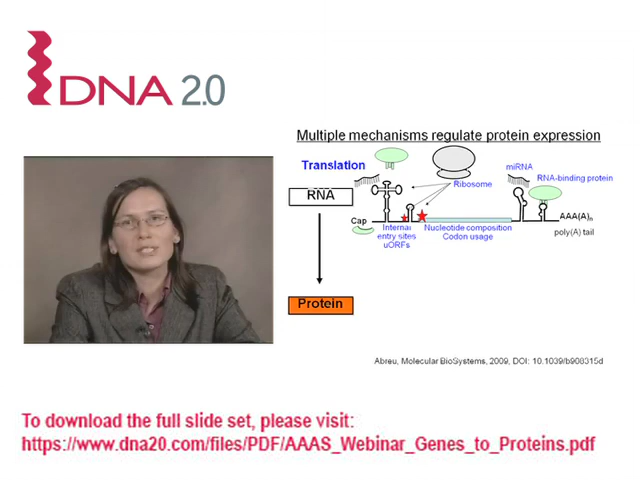 DNA 2.0
Multiple mechanisms regulate protein expression
Translation
miRNA
RNA-binding protein
Ribosome
RNA
Cap
Internal
entry sites
uORFs
Nucleotide composition
Codon usage
AAA(A)n
poly(A) tail
Protein
Abreu, Molecular BioSystems, 2009, DOI: 10.1039/b908315d
To download the full slide set, please visit:
https://www.dna20.com/files/PDF/AAAS_Webinar_Genes_to_Proteins.pdf